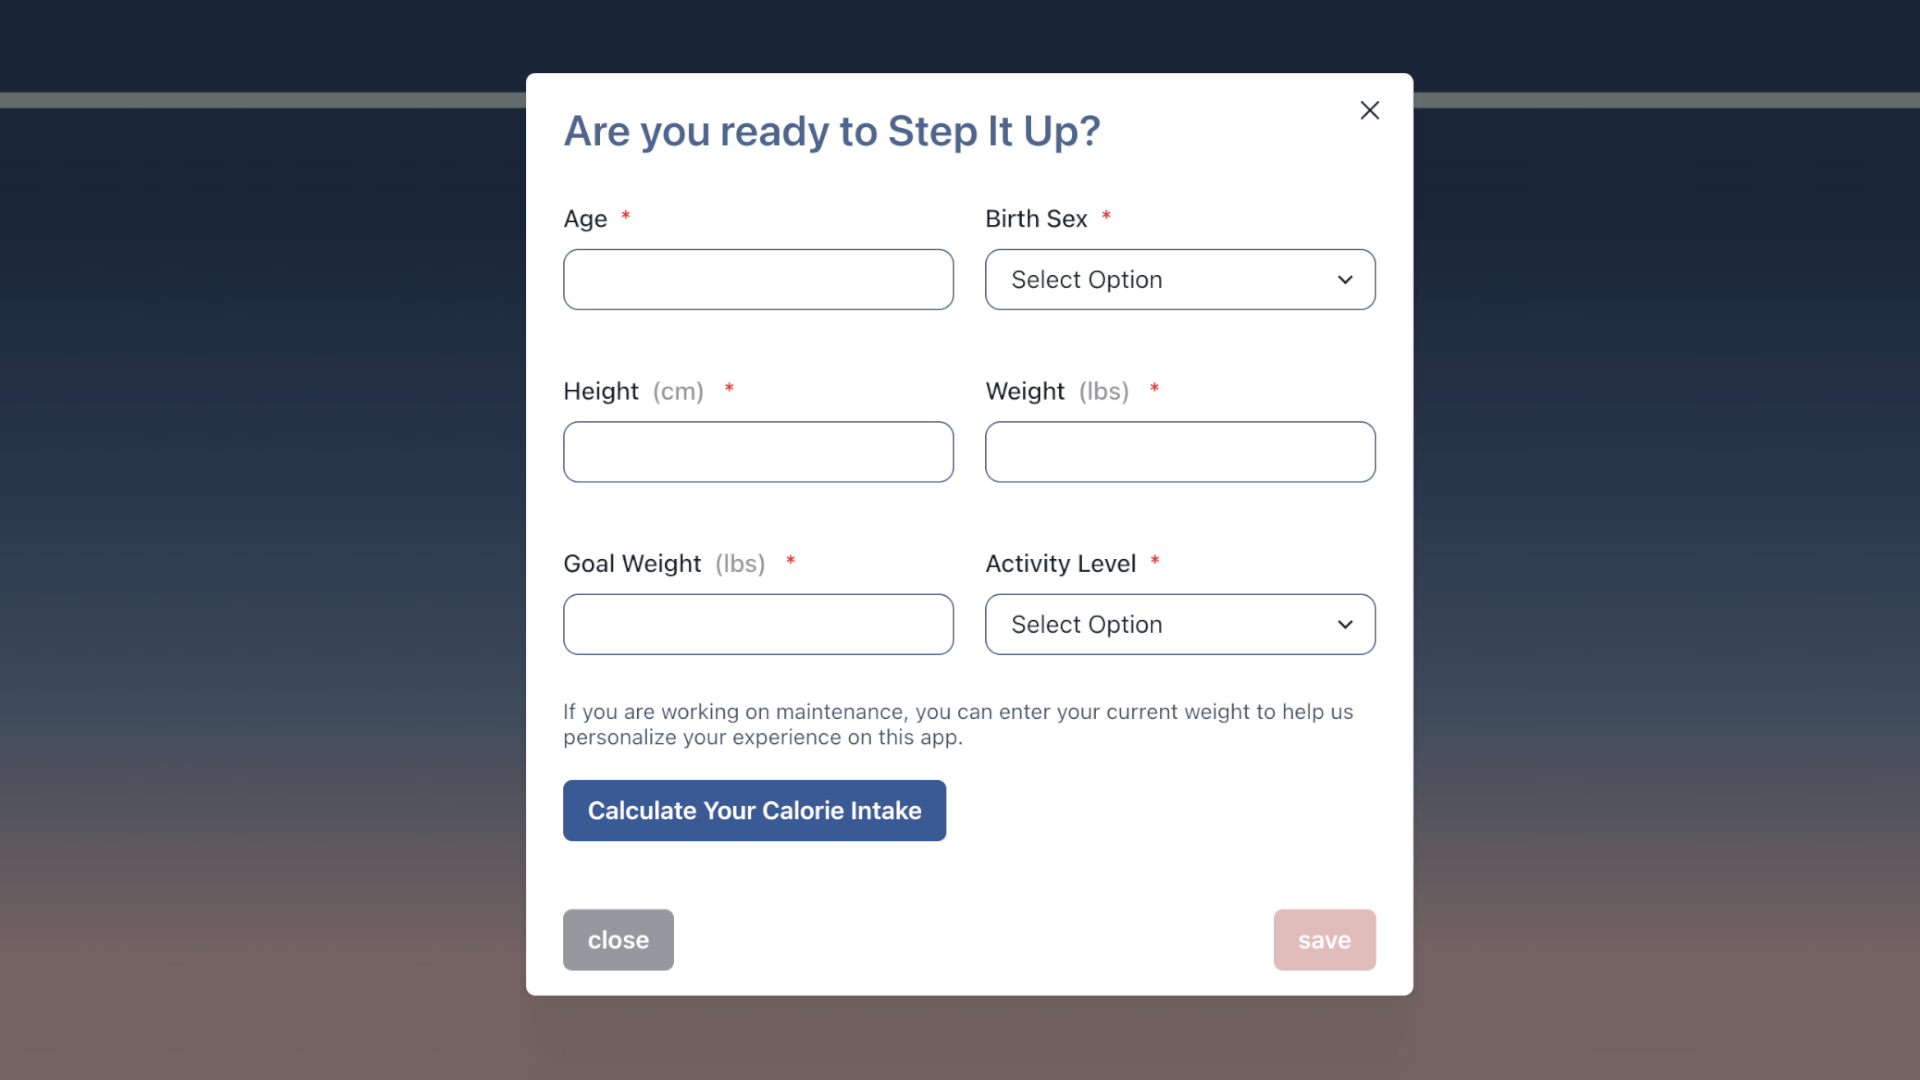 Are you ready to Step It Up?
Age *
Birth Sex *
Select Option
Height (cm) *
Weight (lbs) *
Goal Weight (lbs) *
Activity Level *
Select Option
If you are working on maintenance, you can enter your current weight to help us
personalize your experience on this app.
Calculate Your Calorie Intake
close
save